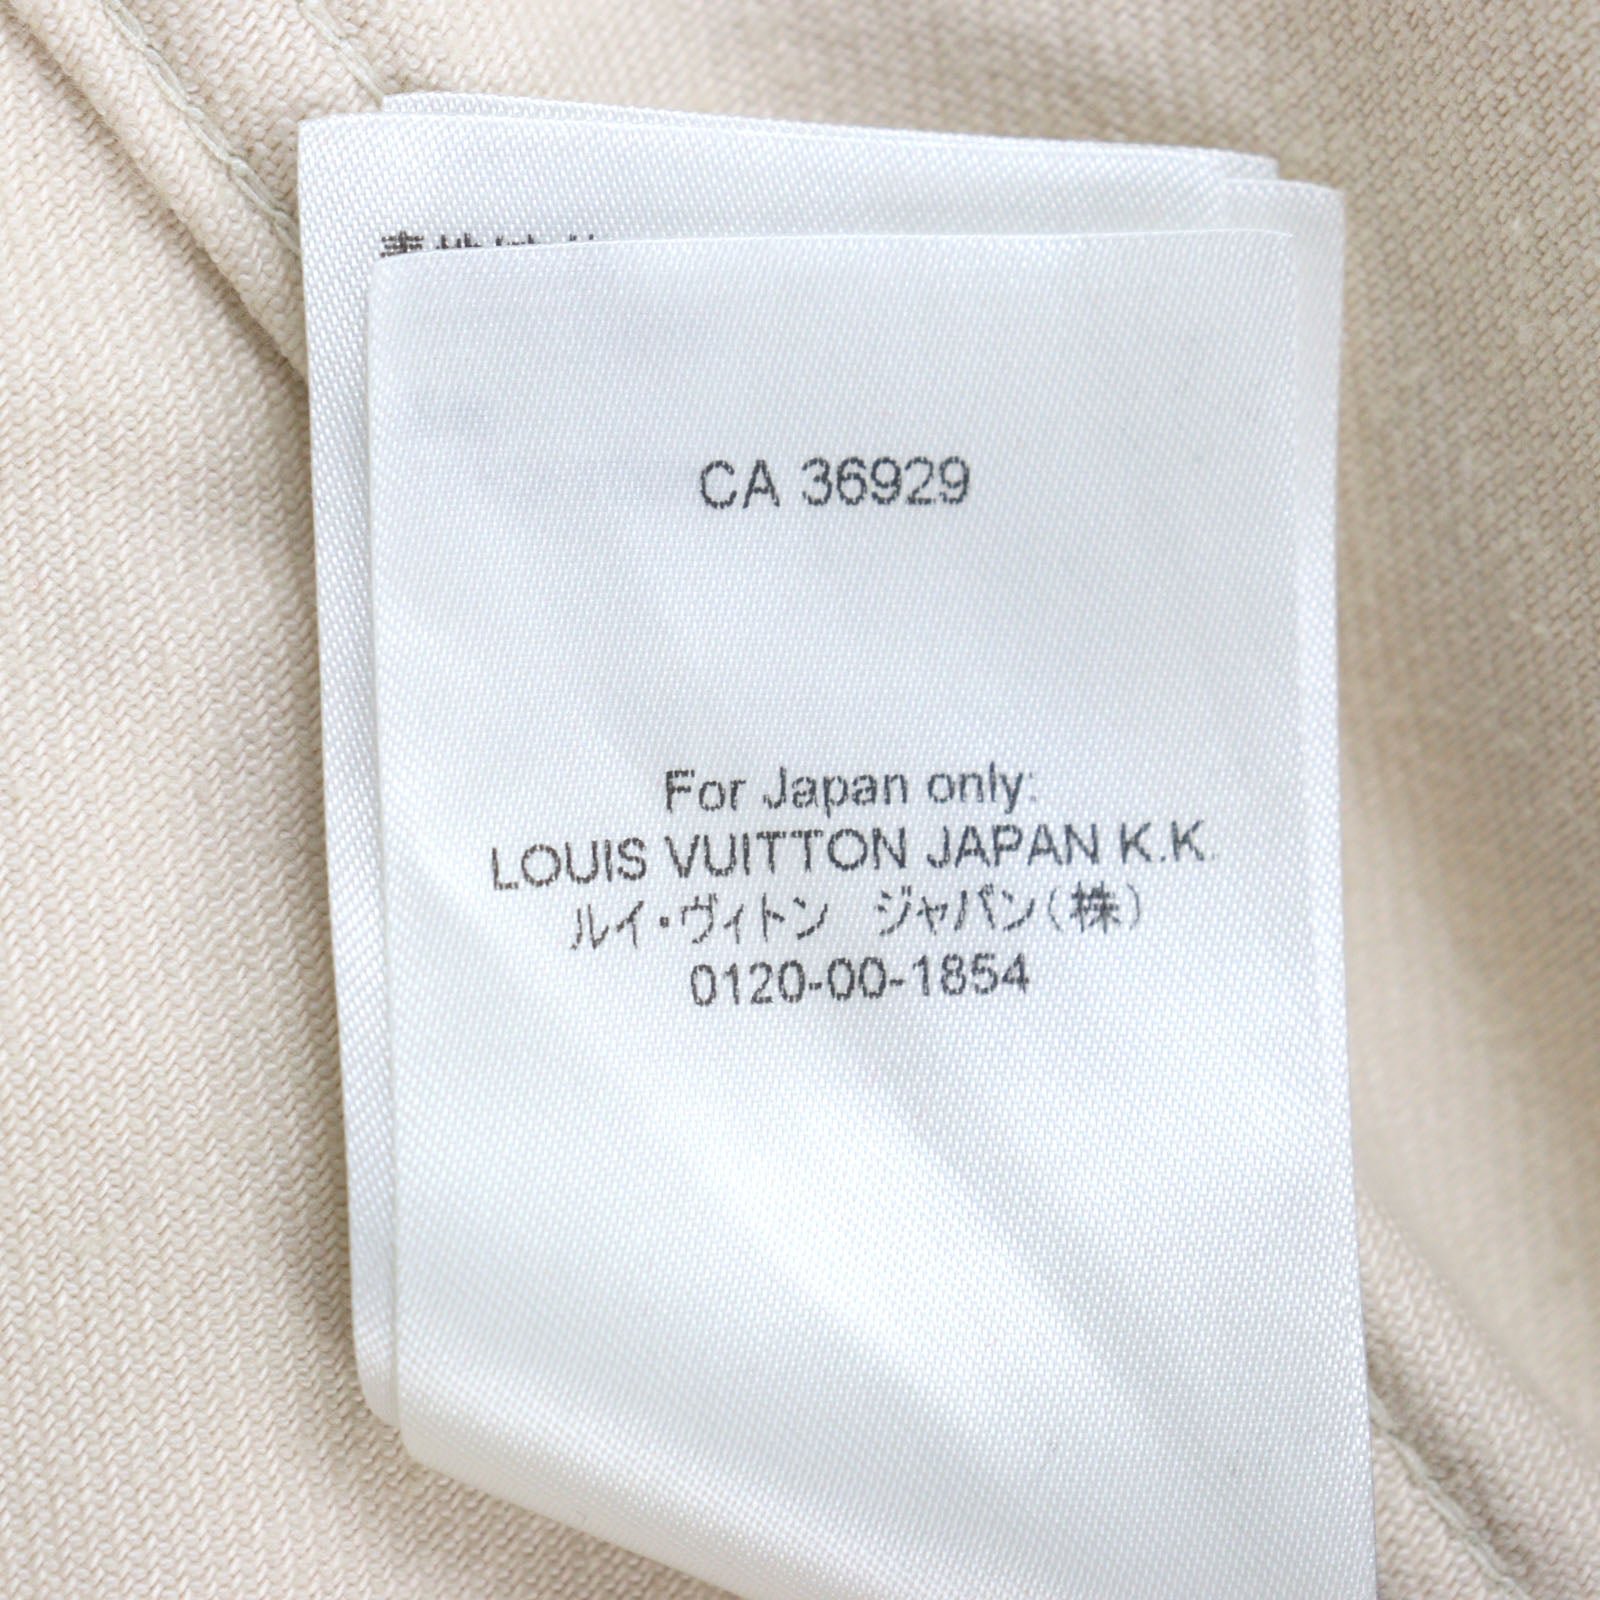 CA 36929
For Japan only:
LOUIS VUITTON JAPAN K.K.
ルイ・ヴィトン ジャパン(株)
0120-00-1854